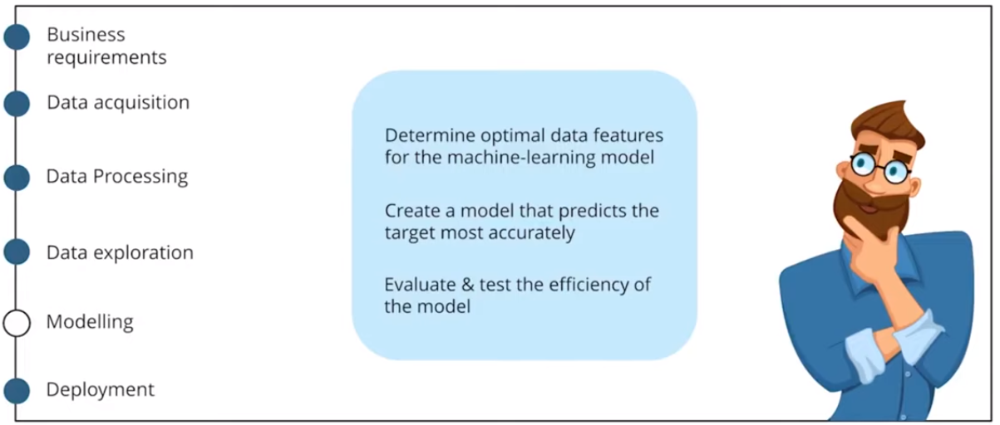 Business
requirements
Data acquisition
Data Processing
Data exploration
Modelling
Deployment
Determine optimal data features
for the machine-learning model
Create a model that predicts the
target most accurately
Evaluate & test the efficiency of
the model